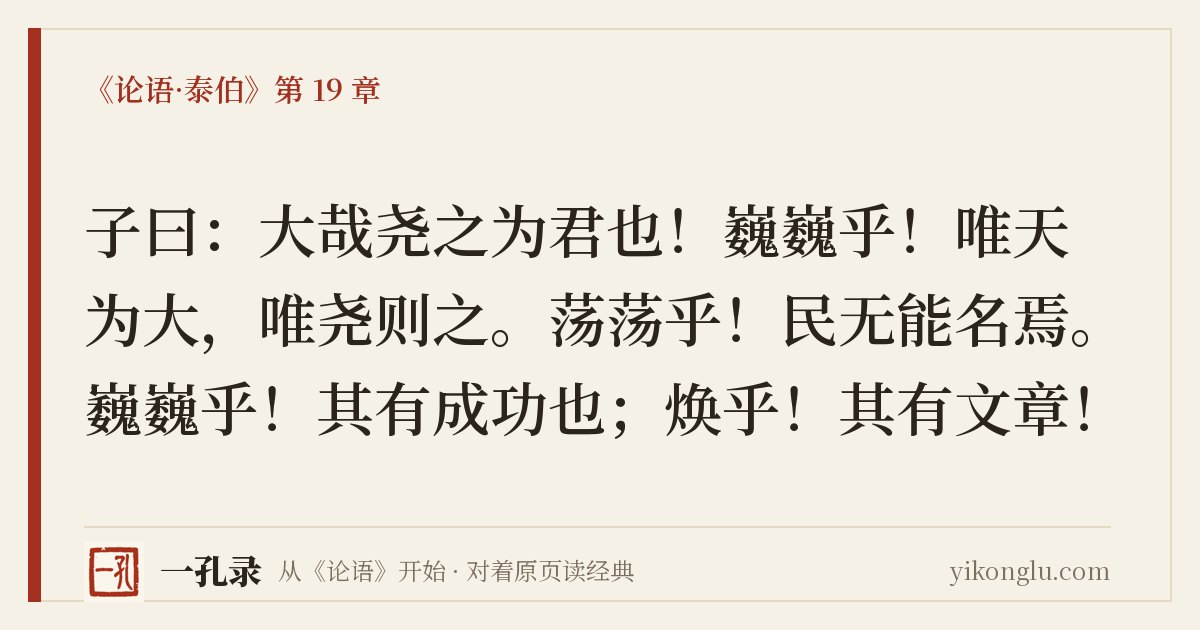 《论语·泰伯》第 19 章
子曰：大哉尧之为君也！巍巍乎！唯天
为大，唯尧则之。荡荡乎！民无能名焉。
巍巍乎！其有成功也；焕乎！其有文章！
一孔
一孔录 从《论语》开始 · 对着原页读经典 yikonglu.com